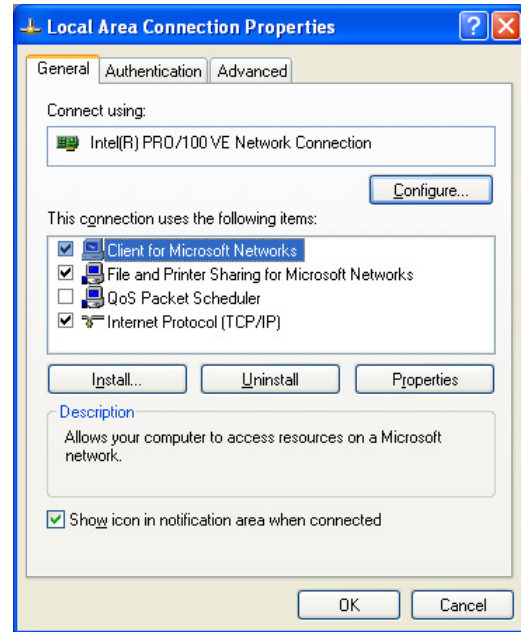 Local Area Connection Properties
General Authentication Advanced
Connect using:
Intel(R) PRO/100 VE Network Connection
Configure...
This connection uses the following items:
Client for Microsoft Networks
File and Printer Sharing for Microsoft Networks
QoS Packet Scheduler
Internet Protocol (TCP/IP)
Install... Uninstall Properties
Description
Allows your computer to access resources on a Microsoft
network.
Show icon in notification area when connected
OK Cancel